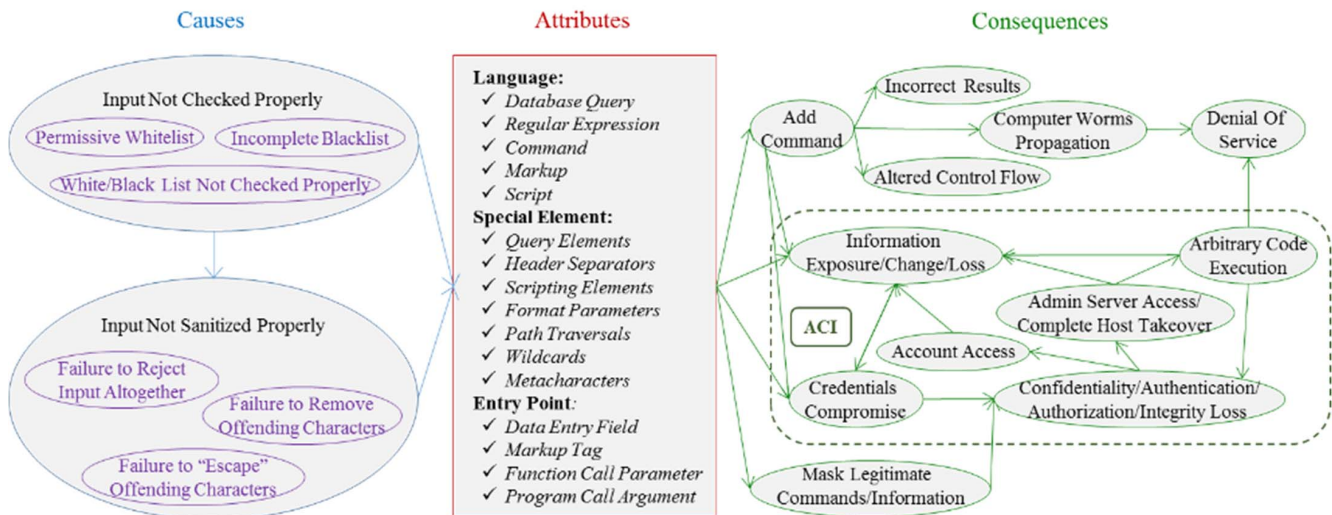 Causes
Input Not Checked Properly
Permissive Whitelist
Incomplete Blacklist
White/Black List Not Checked Properly
Input Not Sanitized Properly
Failure to Reject
Input Altogether
Failure to Remove
Offending Characters
Failure to “Escape”
Offending Characters
Attributes
Language:
✓ Database Query
✓ Regular Expression
✓ Command
✓ Markup
✓ Script
Special Element:
✓ Query Elements
✓ Header Separators
✓ Scripting Elements
✓ Format Parameters
✓ Path Traversals
✓ Wildcards
✓ Metacharacters
Entry Point:
✓ Data Entry Field
✓ Markup Tag
✓ Function Call Parameter
✓ Program Call Argument
Consequences
Incorrect Results
Add
Command
Computer Worms
Propagation
Denial Of
Service
Altered Control Flow
Information
Exposure/Change/Loss
Arbitrary Code
Execution
ACI
Admin Server Access/
Complete Host Takeover
Account Access
Credentials
Compromise
Confidentiality/Authentication/
Authorization/Integrity Loss
Mask Legitimate
Commands/Information